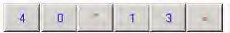 4 0 - 1 3 =